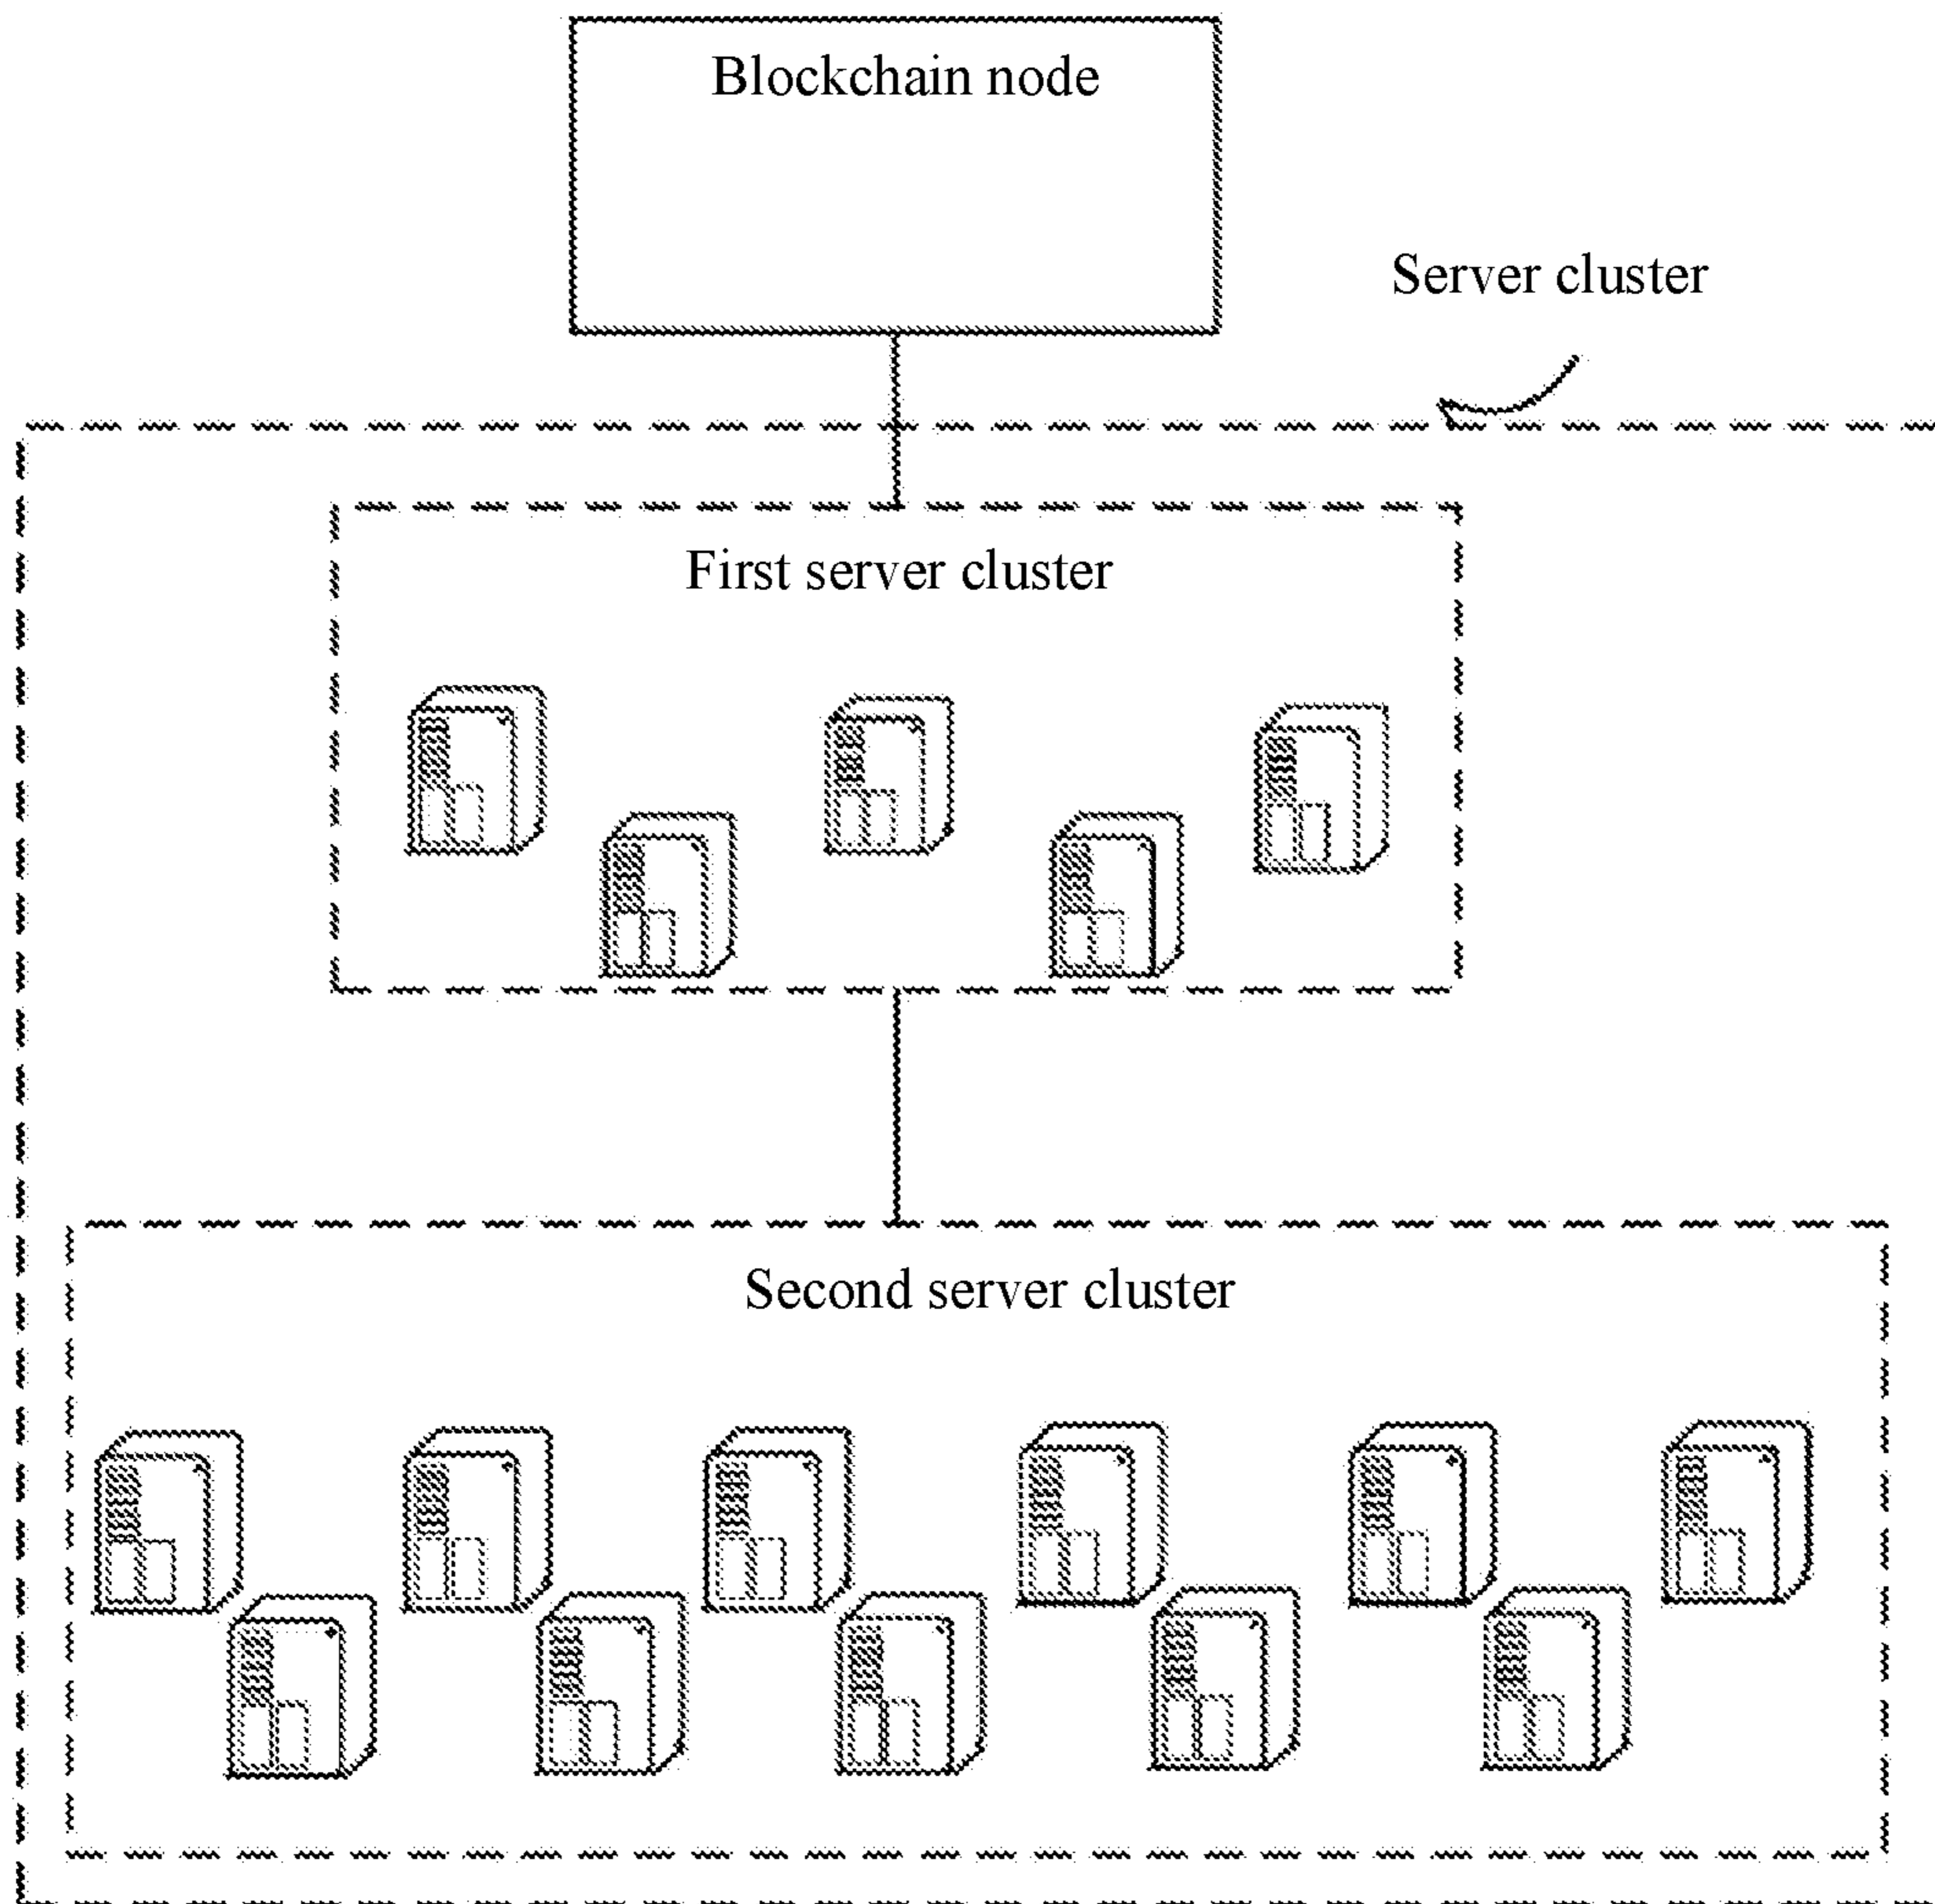 Blockchain node
Server cluster
First server cluster
Second server cluster